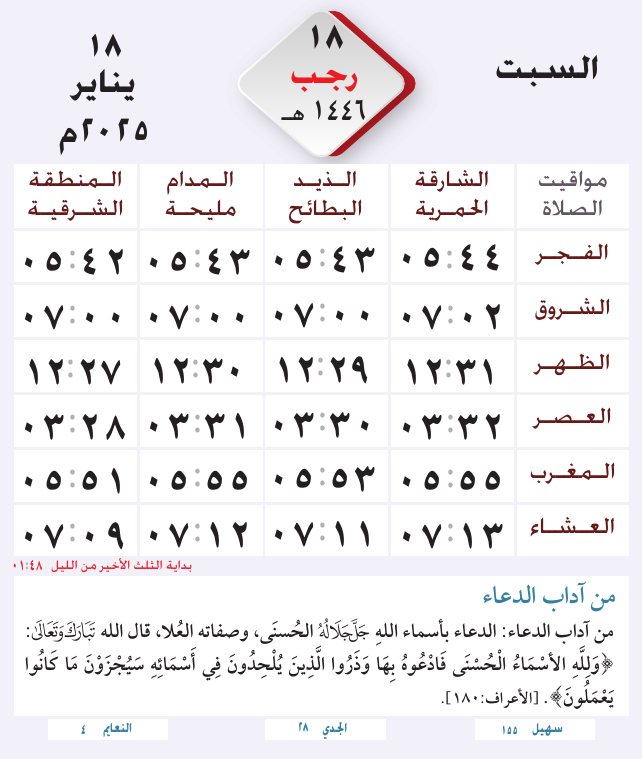 السبت
١٨
رجب
١٤٤٦ هـ
١٨
يناير
٢٠٢٥م
مواقيت الصلاة | الشارقة الحمرية | الذيد البطائح | المدام مليحة | المنطقة الشرقية
الفجر ٠٥:٤٤ ٠٥:٤٣ ٠٥:٤٣ ٠٥:٤٢
الشروق ٠٧:٠٢ ٠٧:٠٠ ٠٧:٠٠ ٠٧:٠٠
الظهر ١٢:٣١ ١٢:٢٩ ١٢:٣٠ ١٢:٢٧
العصر ٠٣:٣٢ ٠٣:٣٠ ٠٣:٣١ ٠٣:٢٨
المغرب ٠٥:٥٥ ٠٥:٥٣ ٠٥:٥٥ ٠٥:٥١
العشاء ٠٧:١٣ ٠٧:١١ ٠٧:١٢ ٠٧:٠٩
بداية الثلث الأخير من الليل ٠١:٤٨
من آداب الدعاء
من آداب الدعاء: الدعاء بأسماء اللهِ جَلَّ جَلَالُهُ الحُسنَى، وصفاته العُلا، قال الله تَبَارَكَ وَتَعَالَىٰ:
﴿وَلِلَّهِ الأسْمَاءُ الْحُسْنَى فَادْعُوهُ بِهَا وَذَرُوا الَّذِينَ يُلْحِدُونَ فِي أَسْمَائِهِ سَيُجْزَوْنَ مَا كَانُوا
يَعْمَلُونَ﴾. [الأعراف:١٨٠].
سهيل ١٥٥ الجدي ٢٨ النعايم ٤